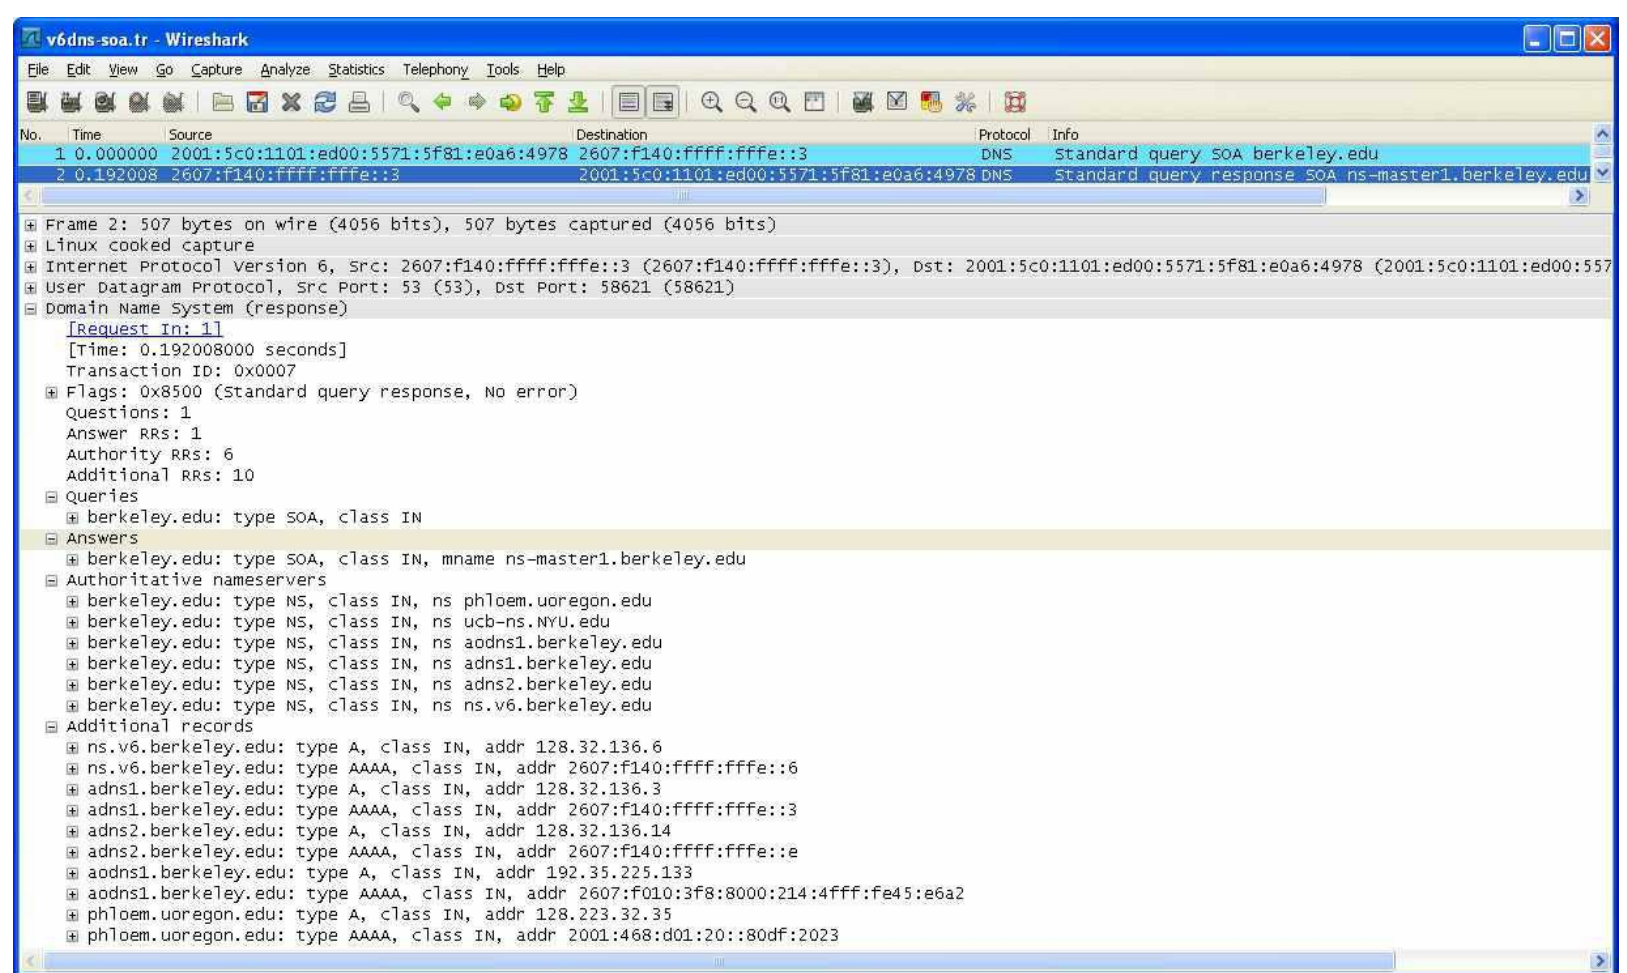 v6dns-soa.tr - Wireshark
File Edit View Go Capture Analyze Statistics Telephony Tools Help
No. Time Source Destination Protocol Info
1 0.000000 2001:5c0:1101:ed00:5571:5f81:e0a6:4978 2607:f140:ffff:fffe::3 DNS Standard query SOA berkeley.edu
2 0.192008 2607:f140:ffff:fffe::3 2001:5c0:1101:ed00:5571:5f81:e0a6:4978 DNS Standard query response SOA ns-master1.berkeley.edu
Frame 2: 507 bytes on wire (4056 bits), 507 bytes captured (4056 bits)
Linux cooked capture
Internet Protocol Version 6, Src: 2607:f140:ffff:fffe::3 (2607:f140:ffff:fffe::3), Dst: 2001:5c0:1101:ed00:5571:5f81:e0a6:4978 (2001:5c0:1101:ed00:557
User Datagram Protocol, Src Port: 53 (53), Dst Port: 58621 (58621)
Domain Name System (response)
[Request In: 1]
[Time: 0.192008000 seconds]
Transaction ID: 0x0007
Flags: 0x8500 (Standard query response, No error)
Questions: 1
Answer RRs: 1
Authority RRs: 6
Additional RRs: 10
Queries
berkeley.edu: type SOA, class IN
Answers
berkeley.edu: type SOA, class IN, mname ns-master1.berkeley.edu
Authoritative nameservers
berkeley.edu: type NS, class IN, ns phloem.uoregon.edu
berkeley.edu: type NS, class IN, ns ucb-ns.NYU.edu
berkeley.edu: type NS, class IN, ns aodns1.berkeley.edu
berkeley.edu: type NS, class IN, ns adns1.berkeley.edu
berkeley.edu: type NS, class IN, ns adns2.berkeley.edu
berkeley.edu: type NS, class IN, ns ns.v6.berkeley.edu
Additional records
ns.v6.berkeley.edu: type A, class IN, addr 128.32.136.6
ns.v6.berkeley.edu: type AAAA, class IN, addr 2607:f140:ffff:fffe::6
adns1.berkeley.edu: type A, class IN, addr 128.32.136.3
adns1.berkeley.edu: type AAAA, class IN, addr 2607:f140:ffff:fffe::3
adns2.berkeley.edu: type A, class IN, addr 128.32.136.14
adns2.berkeley.edu: type AAAA, class IN, addr 2607:f140:ffff:fffe::e
aodns1.berkeley.edu: type A, class IN, addr 192.35.225.133
aodns1.berkeley.edu: type AAAA, class IN, addr 2607:f010:3f8:8000:214:4fff:fe45:e6a2
phloem.uoregon.edu: type A, class IN, addr 128.223.32.35
phloem.uoregon.edu: type AAAA, class IN, addr 2001:468:d01:20::80df:2023